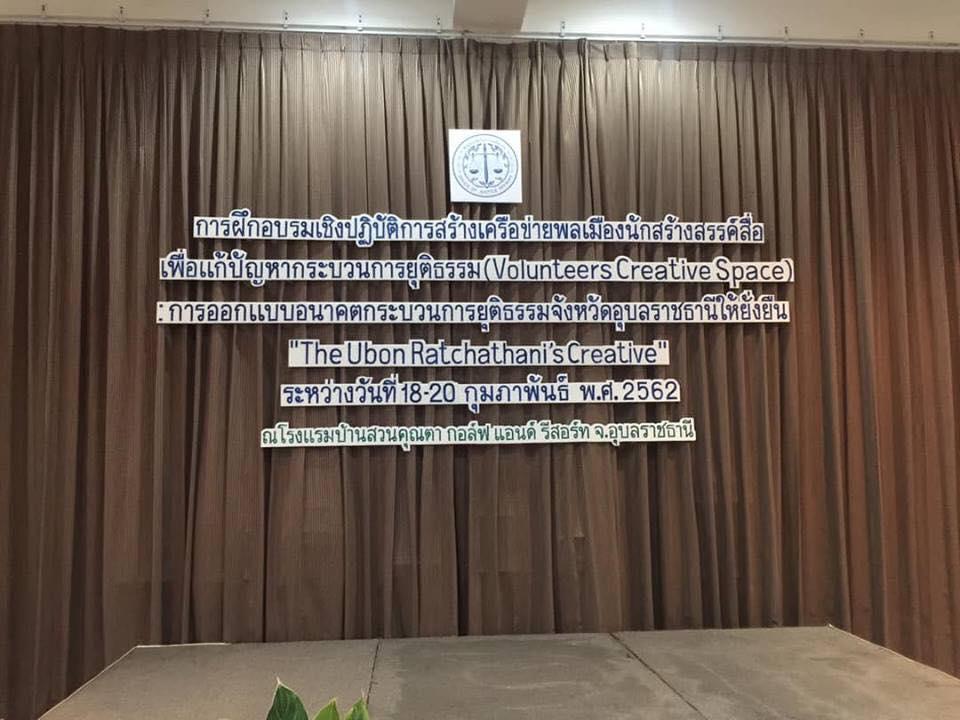 การฝึกอบรมเชิงปฏิบัติการสร้างเครือข่ายพลเมืองนักสร้างสรรค์สื่อ
เพื่อแก้ปัญหากระบวนการยุติธรรม(Volunteers Creative Space)
: การออกแบบอนาคตกระบวนการยุติธรรมจังหวัดอุบลราชธานีให้ยั่งยืน
"The Ubon Ratchathani's Creative"
ระหว่างวันที่ 18-20 กุมภาพันธ์ พ.ศ. 2562
ณโรงแรมบ้านสวนคุณตา กอล์ฟ แอนด์ รีสอร์ท จ.อุบลราชธานี